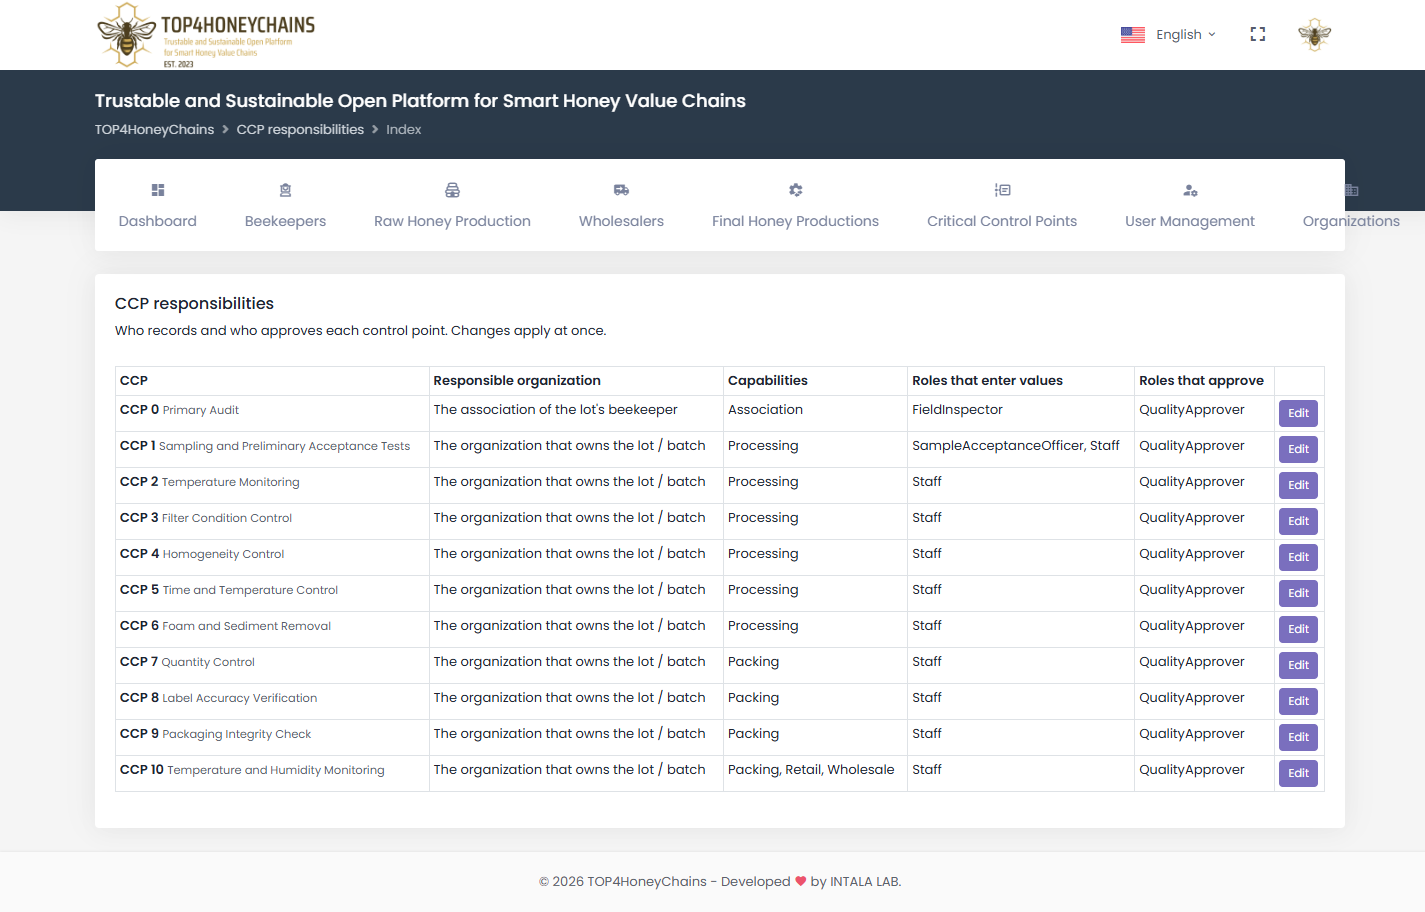 TOP4HONEYCHAINS
Trustable and Sustainable Open Platform
for Smart Honey Value Chains
EST. 2023
English
Trustable and Sustainable Open Platform for Smart Honey Value Chains
TOP4HoneyChains > CCP responsibilities > Index
Dashboard Beekeepers Raw Honey Production Wholesalers Final Honey Productions Critical Control Points User Management Organizations
CCP responsibilities
Who records and who approves each control point. Changes apply at once.
CCP Responsible organization Capabilities Roles that enter values Roles that approve
CCP 0 Primary Audit The association of the lot's beekeeper Association FieldInspector QualityApprover Edit
CCP 1 Sampling and Preliminary Acceptance Tests The organization that owns the lot / batch Processing SampleAcceptanceOfficer, Staff QualityApprover Edit
CCP 2 Temperature Monitoring The organization that owns the lot / batch Processing Staff QualityApprover Edit
CCP 3 Filter Condition Control The organization that owns the lot / batch Processing Staff QualityApprover Edit
CCP 4 Homogeneity Control The organization that owns the lot / batch Processing Staff QualityApprover Edit
CCP 5 Time and Temperature Control The organization that owns the lot / batch Processing Staff QualityApprover Edit
CCP 6 Foam and Sediment Removal The organization that owns the lot / batch Processing Staff QualityApprover Edit
CCP 7 Quantity Control The organization that owns the lot / batch Packing Staff QualityApprover Edit
CCP 8 Label Accuracy Verification The organization that owns the lot / batch Packing Staff QualityApprover Edit
CCP 9 Packaging Integrity Check The organization that owns the lot / batch Packing Staff QualityApprover Edit
CCP 10 Temperature and Humidity Monitoring The organization that owns the lot / batch Packing, Retail, Wholesale Staff QualityApprover Edit
© 2026 TOP4HoneyChains - Developed ❤ by INTALA LAB.